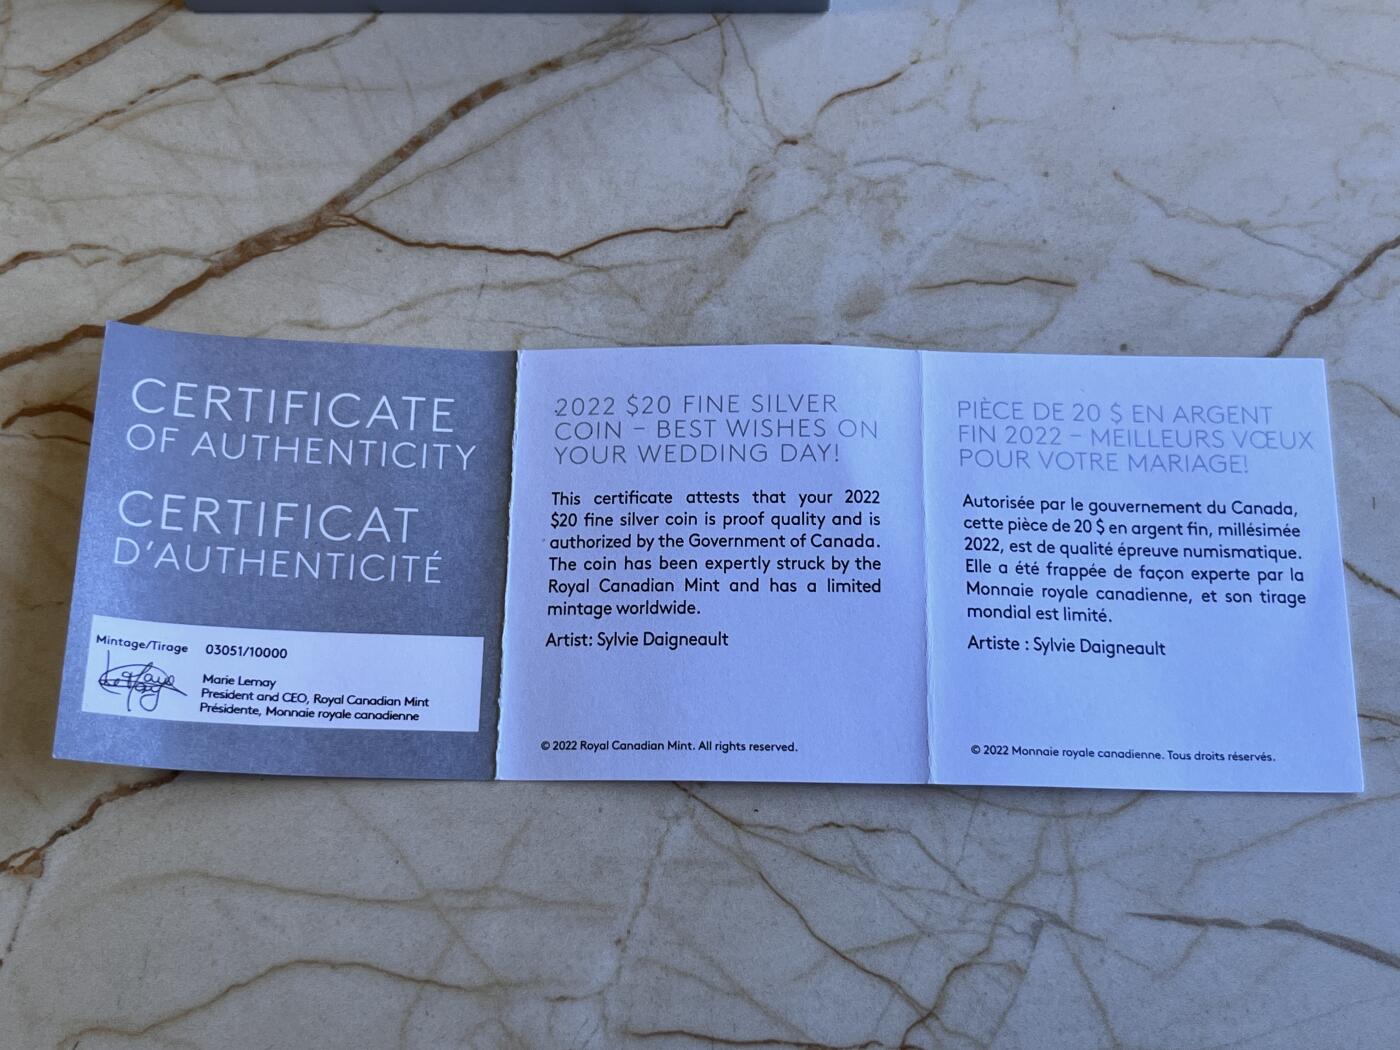 CERTIFICATE
OF AUTHENTICITY
CERTIFICAT
D'AUTHENTICITÉ
Mintage/Tirage 03051/10000
Marie Lemay
President and CEO, Royal Canadian Mint
Présidente, Monnaie royale canadienne
2022 $20 FINE SILVER
COIN – BEST WISHES ON
YOUR WEDDING DAY!
This certificate attests that your 2022
$20 fine silver coin is proof quality and is
authorized by the Government of Canada.
The coin has been expertly struck by the
Royal Canadian Mint and has a limited
mintage worldwide.
Artist: Sylvie Daigneault
© 2022 Royal Canadian Mint. All rights reserved.
PIÈCE DE 20 $ EN ARGENT
FIN 2022 – MEILLEURS VŒUX
POUR VOTRE MARIAGE!
Autorisée par le gouvernement du Canada,
cette pièce de 20 $ en argent fin, millésimée
2022, est de qualité épreuve numismatique.
Elle a été frappée de façon experte par la
Monnaie royale canadienne, et son tirage
mondial est limité.
Artiste : Sylvie Daigneault
© 2022 Monnaie royale canadienne. Tous droits réservés.